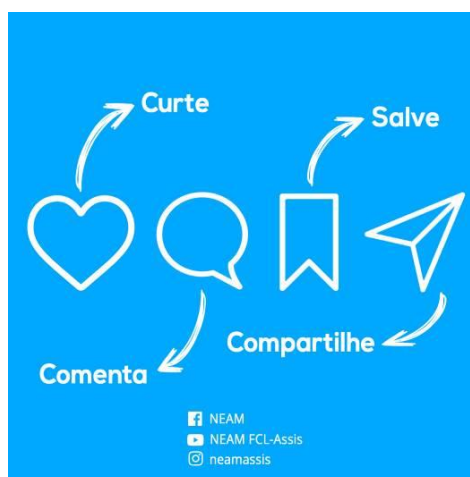 Curte
Salve
Compartilhe
Comenta
NEAM
NEAM FCL-Assis
neamassis